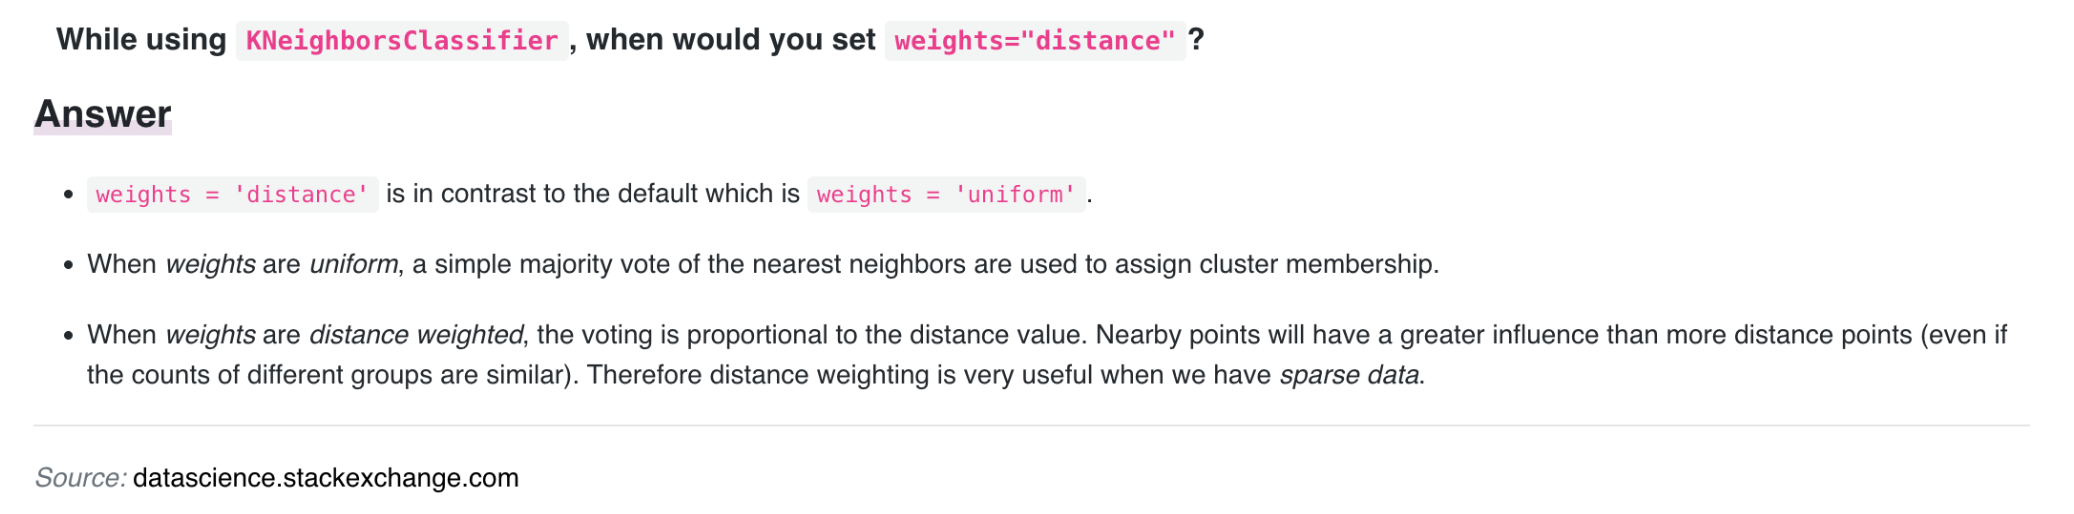 While using KNeighborsClassifier, when would you set weights="distance"?
Answer
• weights = 'distance' is in contrast to the default which is weights = 'uniform'.
• When weights are uniform, a simple majority vote of the nearest neighbors are used to assign cluster membership.
• When weights are distance weighted, the voting is proportional to the distance value. Nearby points will have a greater influence than more distance points (even if
the counts of different groups are similar). Therefore distance weighting is very useful when we have sparse data.
Source: datascience.stackexchange.com